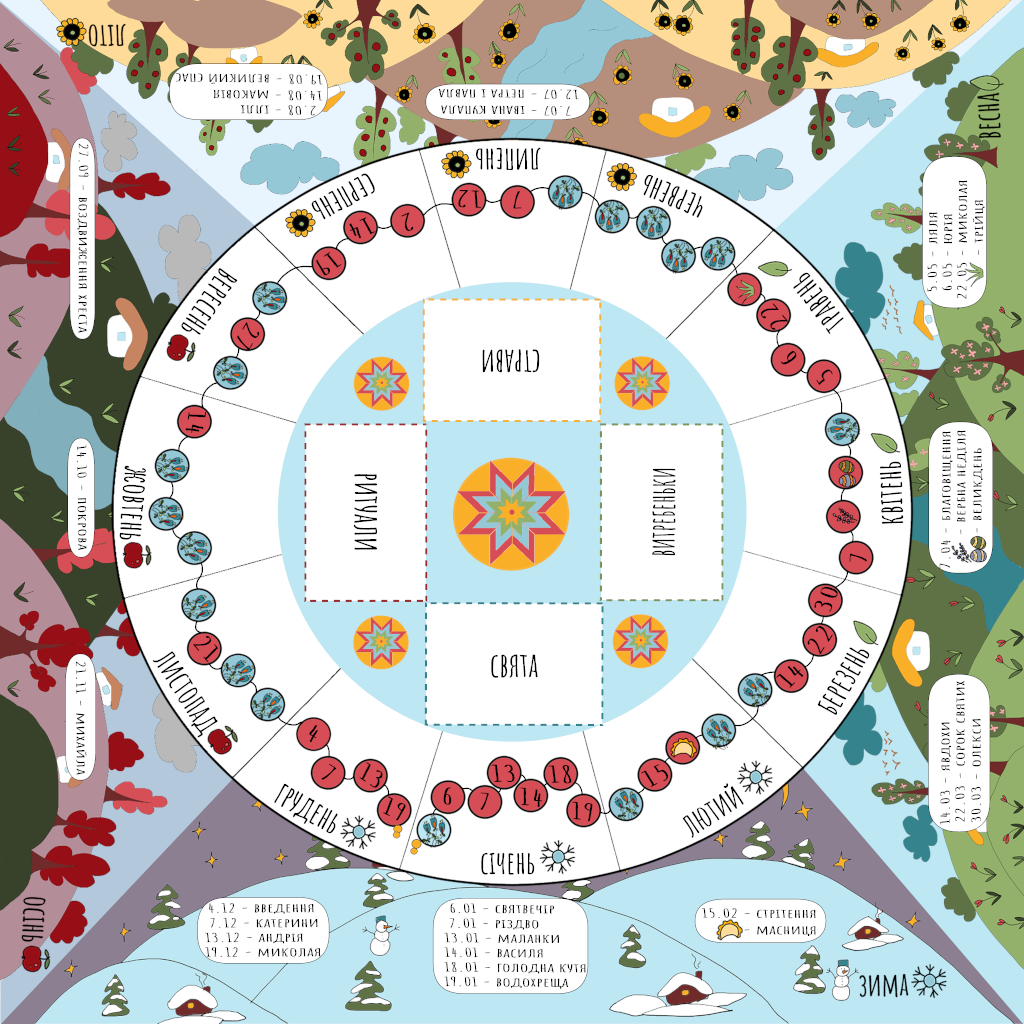 ЛІТО
2.08 - ІЛЛІ
14.08 - МАКОВІЯ
19.08 - ВЕЛИКИЙ СПАС
7.07 - ІВАНА КУПАЛА
12.07 - ПЕТРА І ПАВЛА
ВЕСНА
5.05 - ЛЯЛЯ
6.05 - ЮРІЯ
22.05 - МИКОЛАЯ
- ТРІЙЦЯ
7.04 - БЛАГОВІЩЕННЯ
- ВЕРБНА НЕДІЛЯ
- ВЕЛИКДЕНЬ
14.03 - ЯВДОХИ
22.03 - СОРОК СВЯТИХ
30.03 - ОЛЕКСИ
27.09 - ВОЗДВИЖЕННЯ ХРЕСТА
14.10 - ПОКРОВА
21.11 - МИХАЙЛА
ОСІНЬ
ЛИПЕНЬ
12
7
ЧЕРВЕНЬ
ТРАВЕНЬ
22
6
5
КВІТЕНЬ
7
БЕРЕЗЕНЬ
30
22
14
ЛЮТИЙ
15
СІЧЕНЬ
6
7
13
14
18
19
ГРУДЕНЬ
4
7
13
19
ЛИСТОПАД
21
ЖОВТЕНЬ
14
ВЕРЕСЕНЬ
27
СЕРПЕНЬ
19
14
2
СТРАВИ
РИТУАЛИ
ВИТРЕБЕНЬКИ
СВЯТА
4.12 - ВВЕДЕННЯ
7.12 - КАТЕРИНИ
13.12 - АНДРІЯ
19.12 - МИКОЛАЯ
6.01 - СВЯТВЕЧІР
7.01 - РІЗДВО
13.01 - МАЛАНКИ
14.01 - ВАСИЛЯ
18.01 - ГОЛОДНА КУТЯ
19.01 - ВОДОХРЕЩА
15.02 - СТРІТЕННЯ
- МАСНИЦЯ
ЗИМА